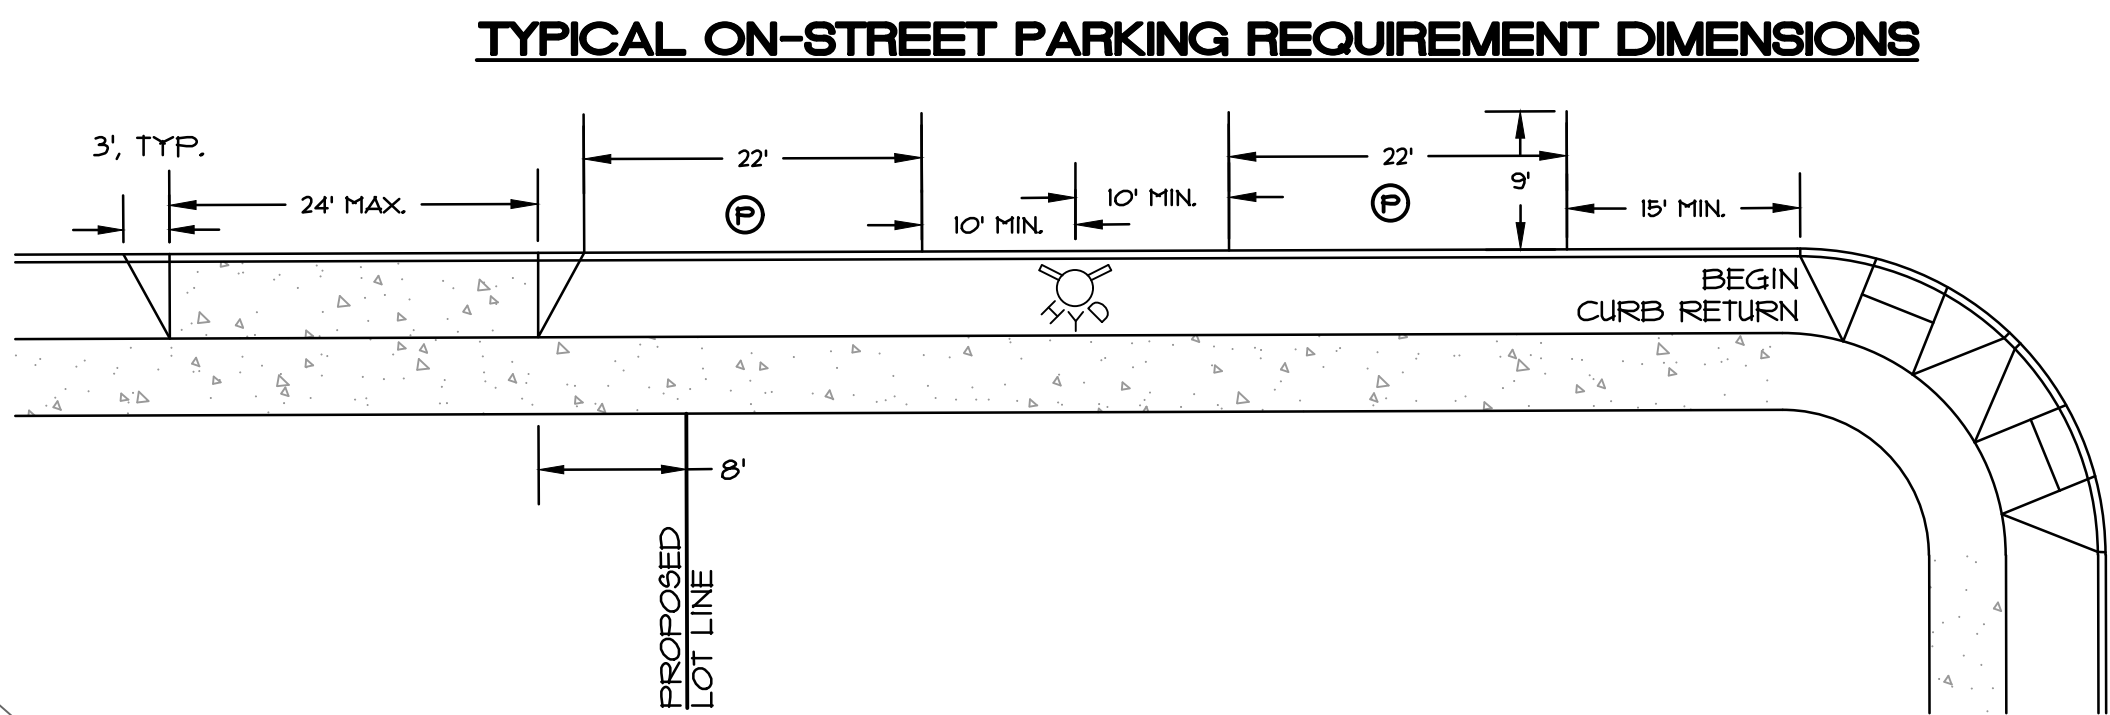 TYPICAL ON-STREET PARKING REQUIREMENT DIMENSIONS
3', TYP.
24' MAX.
22'
P
10' MIN.
10' MIN.
22'
P
9'
15' MIN.
HYD
BEGIN
CURB RETURN
8'
PROPOSED
LOT LINE